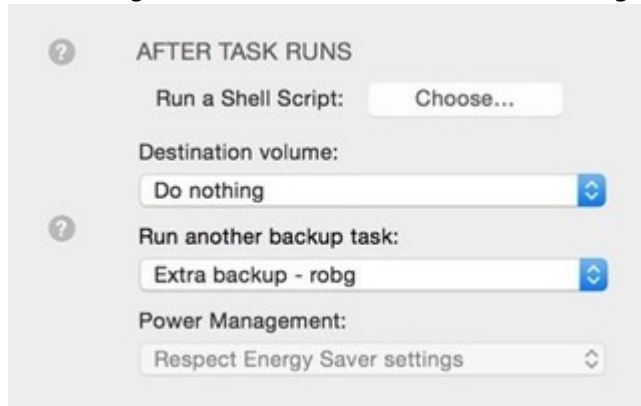 ? AFTER TASK RUNS
Run a Shell Script: Choose...
Destination volume:
Do nothing
? Run another backup task:
Extra backup - robg
Power Management:
Respect Energy Saver settings